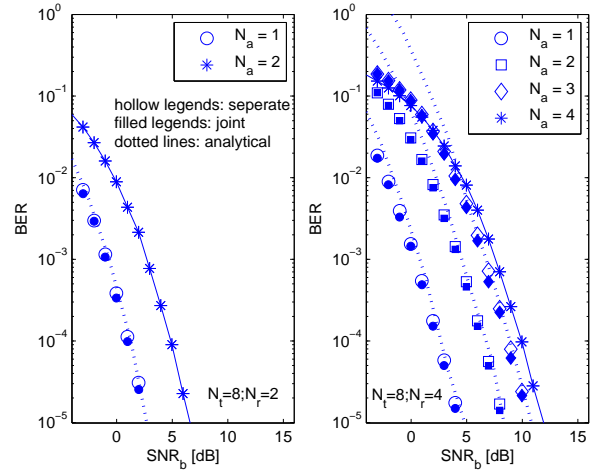 N_a = 1
N_a = 2
hollow legends: seperate
filled legends: joint
dotted lines: analytical
10^0
10^-1
10^-2
10^-3
10^-4
10^-5
BER
N_t=8;N_r=2
0 5 10 15
SNR_b [dB]
N_a = 1
N_a = 2
N_a = 3
N_a = 4
10^0
10^-1
10^-2
10^-3
10^-4
10^-5
BER
N_t=8;N_r=4
0 5 10 15
SNR_b [dB]